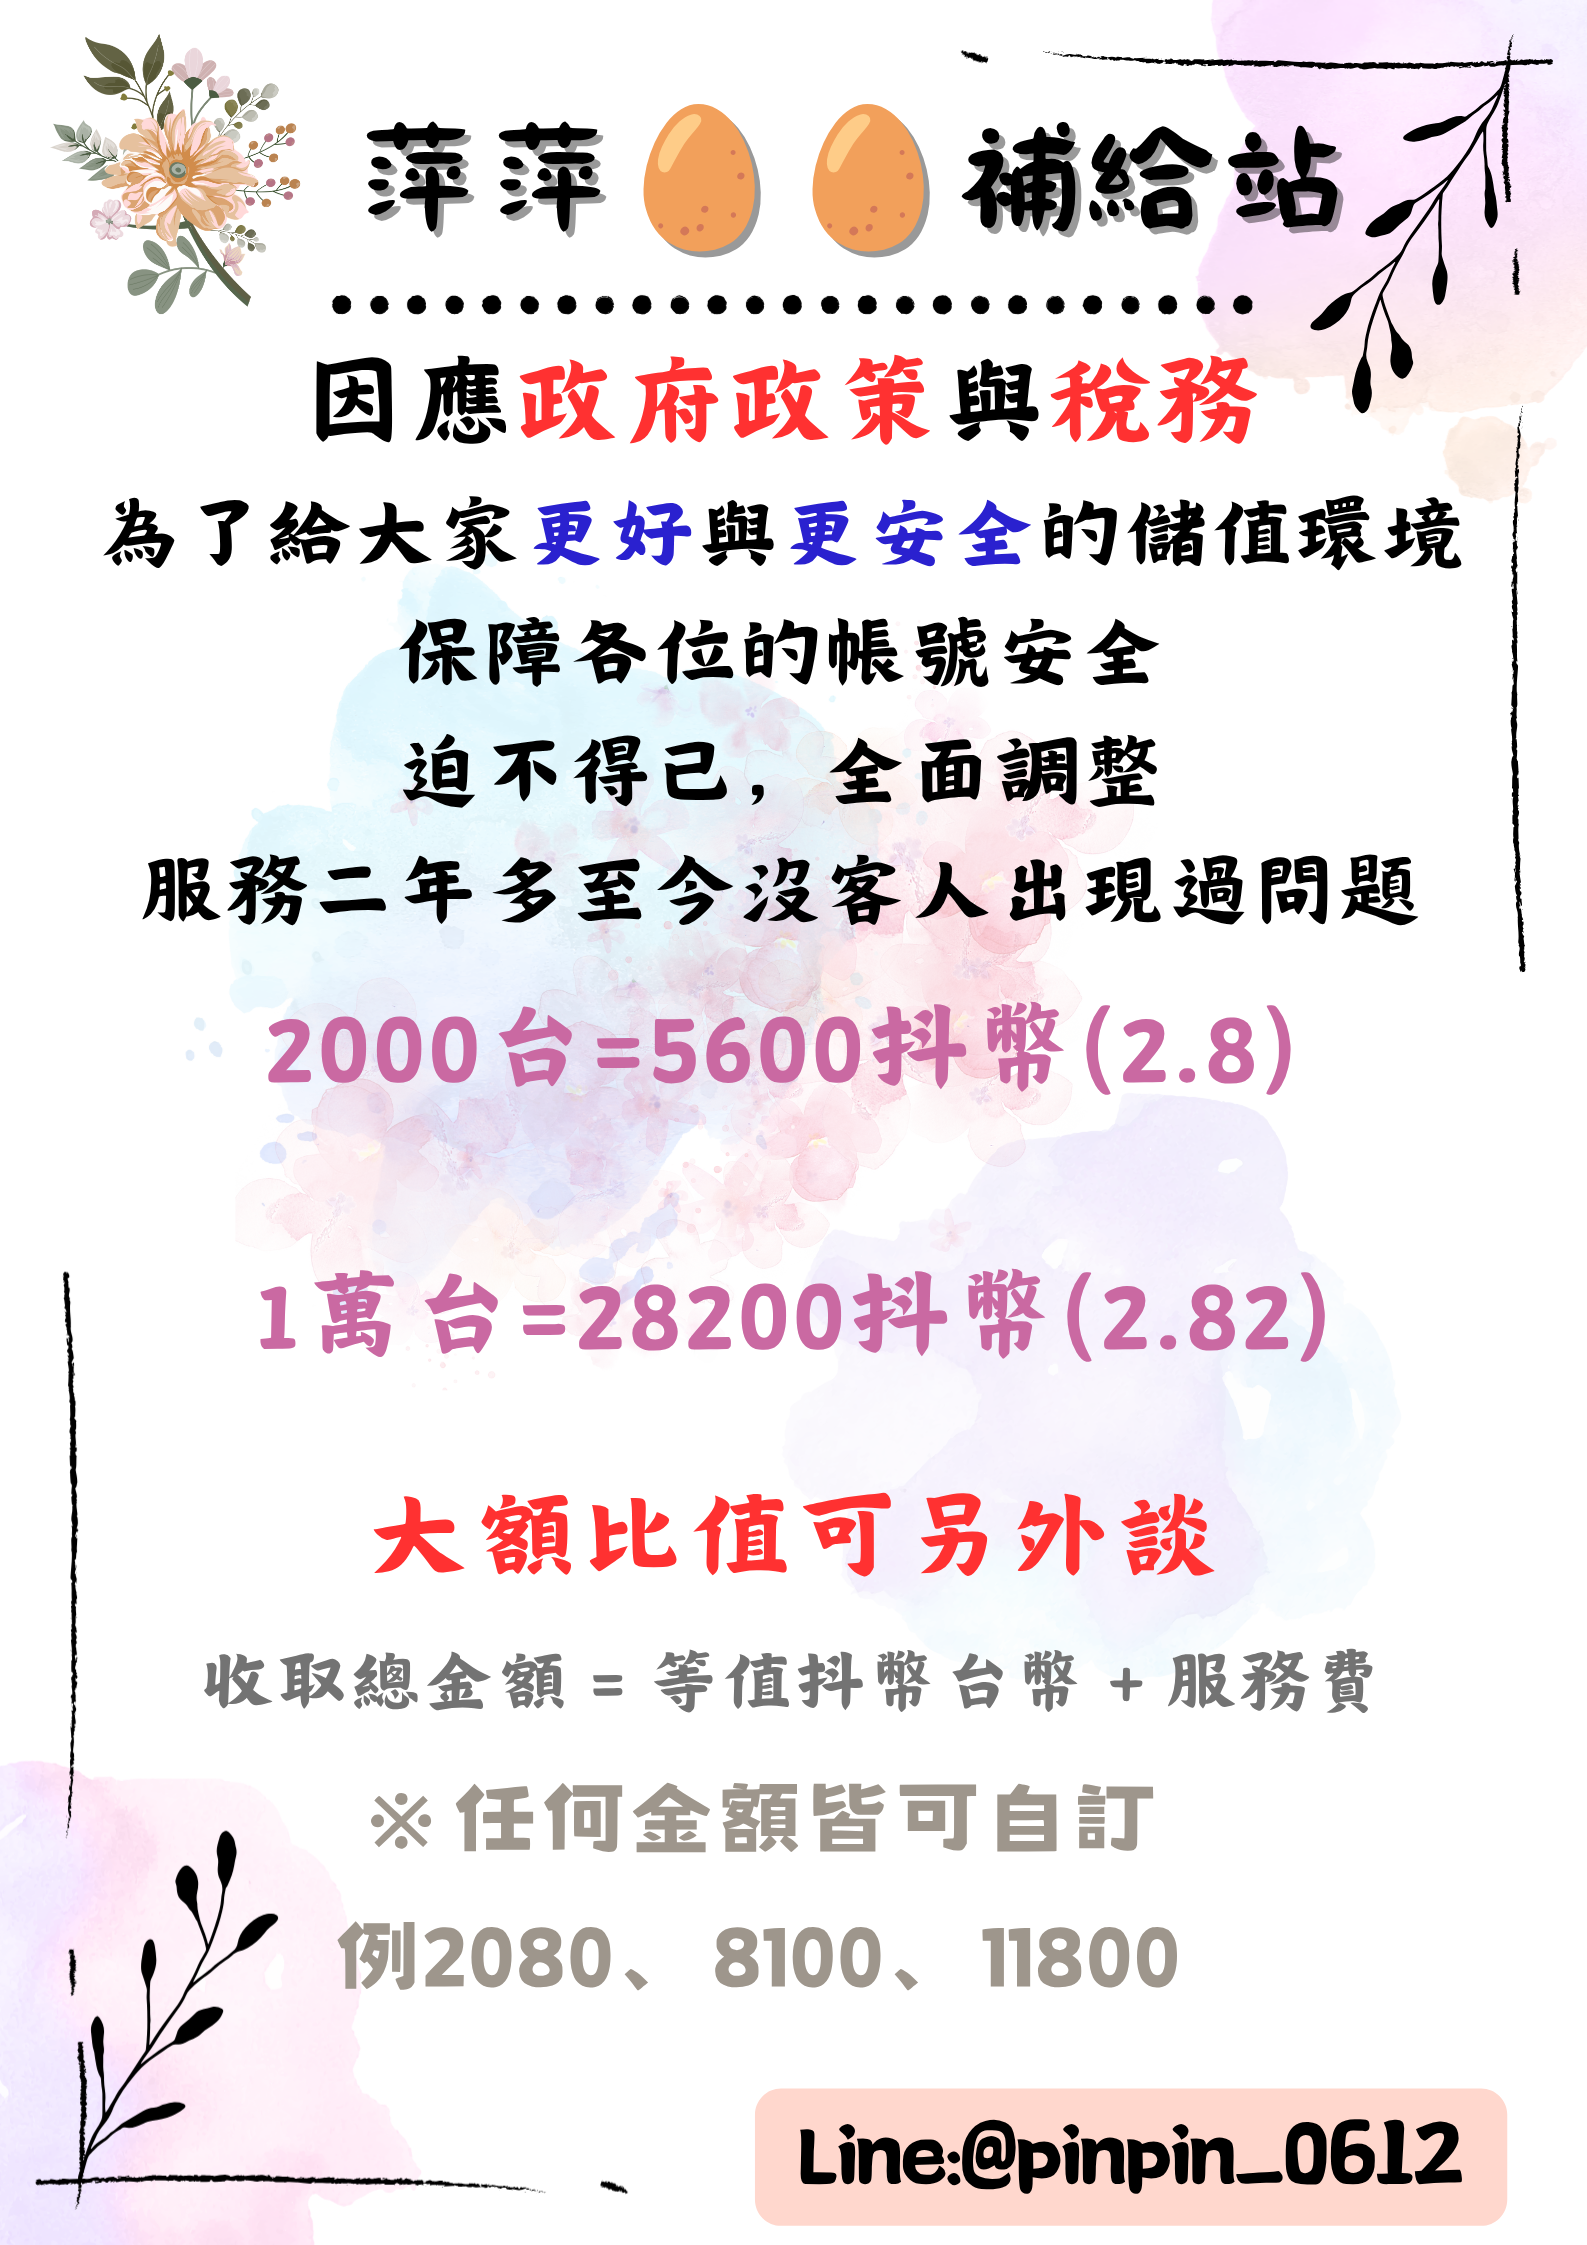 萍萍補給站
因應政府政策與稅務
為了給大家更好與更安全的儲值環境
保障各位的帳號安全
迫不得已，全面調整
服務二年多至今沒客人出現過問題
2000台=5600抖幣(2.8)
1萬台=28200抖幣(2.82)
大額比值可另外談
收取總金額 = 等值抖幣台幣 + 服務費
※任何金額皆可自訂
例2080、8100、11800
Line:@pinpin_0612